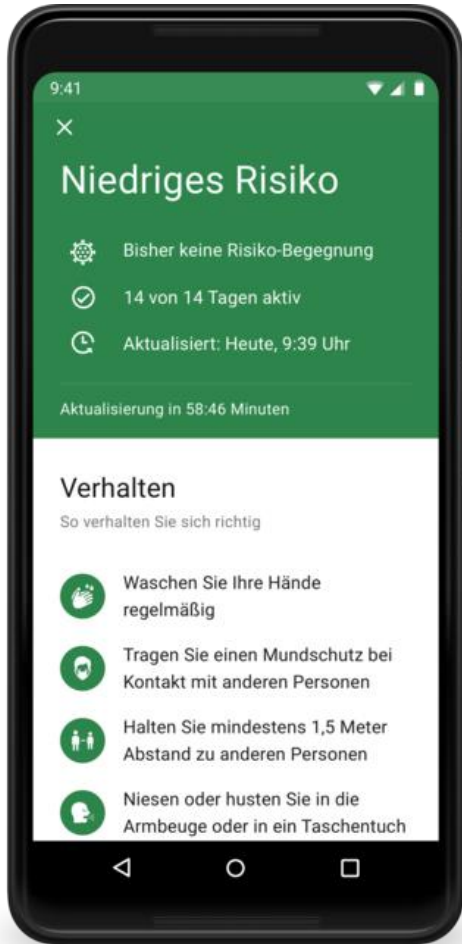 9:41
Niedriges Risiko
Bisher keine Risiko-Begegnung
14 von 14 Tagen aktiv
Aktualisiert: Heute, 9:39 Uhr
Aktualisierung in 58:46 Minuten
Verhalten
So verhalten Sie sich richtig
Waschen Sie Ihre Hände
regelmäßig
Tragen Sie einen Mundschutz bei
Kontakt mit anderen Personen
Halten Sie mindestens 1,5 Meter
Abstand zu anderen Personen
Niesen oder husten Sie in die
Armbeuge oder in ein Taschentuch